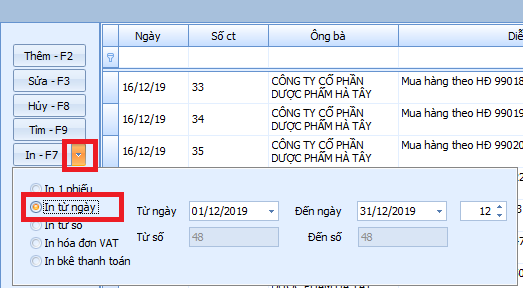 Ngày Số ct Ông bà Diễ
Thêm - F2
Sửa - F3
Hủy - F8
Tìm - F9
In - F7
16/12/19 33 CÔNG TY CỔ PHẦN DƯỢC PHẨM HÀ TÂY Mua hàng theo HĐ 99018
16/12/19 34 CÔNG TY CỔ PHẦN DƯỢC PHẨM HÀ TÂY Mua hàng theo HĐ 99019
16/12/19 35 CÔNG TY CỔ PHẦN DƯỢC PHẨM HÀ TÂY Mua hàng theo HĐ 99020
In 1 phiếu
In từ ngày Từ ngày 01/12/2019 Đến ngày 31/12/2019 12
In từ số Từ số 48 Đến số 48
In hóa đơn VAT
In bkê thanh toán